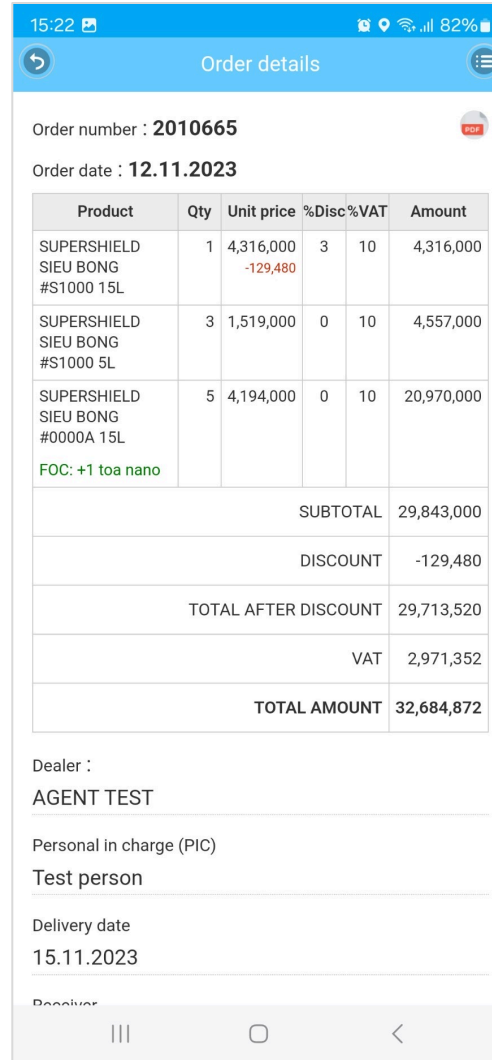 15:22 82%
Order details
Order number : 2010665
PDF
Order date : 12.11.2023
Product Qty Unit price %Disc %VAT Amount
SUPERSHIELD 1 4,316,000 3 10 4,316,000
SIEU BONG -129,480
#S1000 15L
SUPERSHIELD 3 1,519,000 0 10 4,557,000
SIEU BONG
#S1000 5L
SUPERSHIELD 5 4,194,000 0 10 20,970,000
SIEU BONG
#0000A 15L
FOC: +1 toa nano
SUBTOTAL 29,843,000
DISCOUNT -129,480
TOTAL AFTER DISCOUNT 29,713,520
VAT 2,971,352
TOTAL AMOUNT 32,684,872
Dealer :
AGENT TEST
Personal in charge (PIC)
Test person
Delivery date
15.11.2023
Receiver